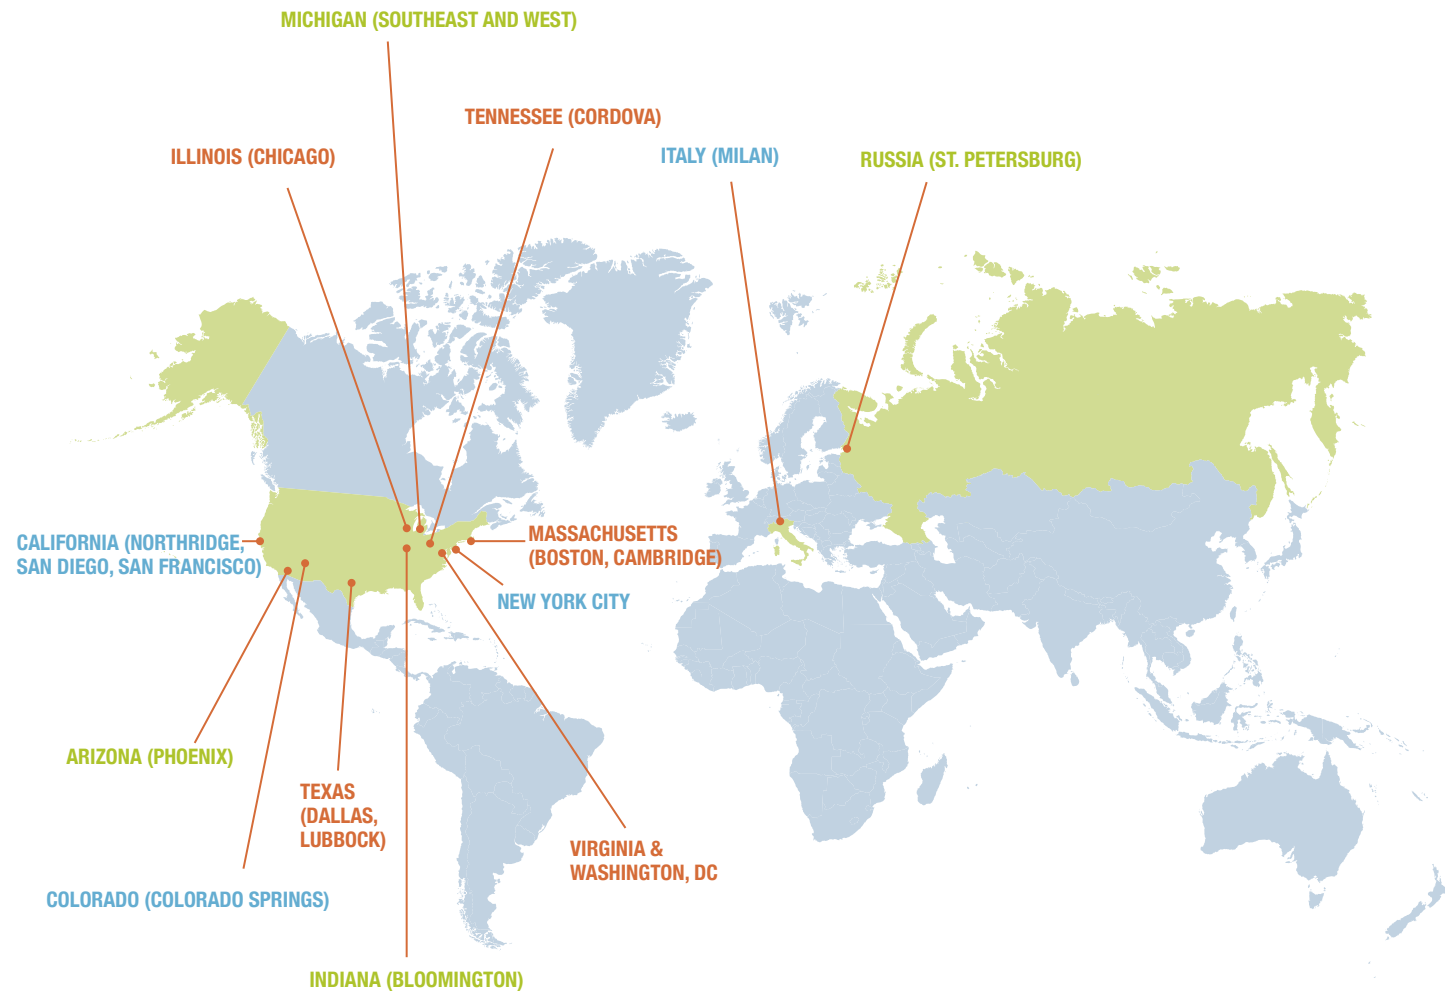 MICHIGAN (SOUTHEAST AND WEST)
TENNESSEE (CORDOVA)
ILLINOIS (CHICAGO)
ITALY (MILAN)
RUSSIA (ST. PETERSBURG)
CALIFORNIA (NORTHRIDGE,
SAN DIEGO, SAN FRANCISCO)
MASSACHUSETTS
(BOSTON, CAMBRIDGE)
NEW YORK CITY
ARIZONA (PHOENIX)
TEXAS
(DALLAS,
LUBBOCK)
VIRGINIA &
WASHINGTON, DC
COLORADO (COLORADO SPRINGS)
INDIANA (BLOOMINGTON)